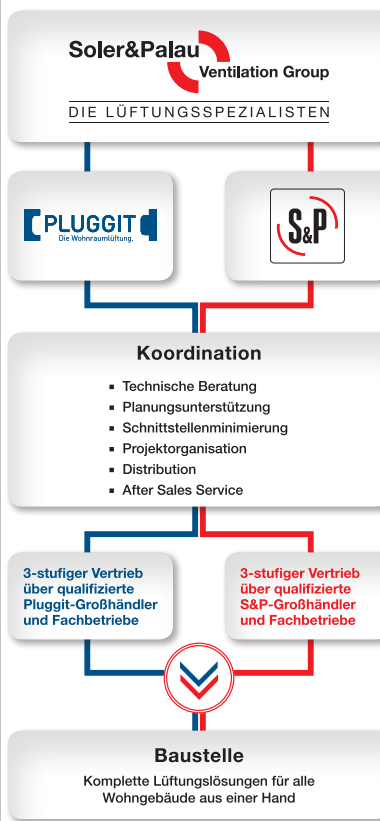 Soler&Palau
Ventilation Group
DIE LÜFTUNGSSPEZIALISTEN
PLUGGIT
Die Wohnraumlüftung.
S&P
Koordination
▪ Technische Beratung
▪ Planungsunterstützung
▪ Schnittstellenminimierung
▪ Projektorganisation
▪ Distribution
▪ After Sales Service
3-stufiger Vertrieb
über qualifizierte
Pluggit-Großhändler
und Fachbetriebe
3-stufiger Vertrieb
über qualifizierte
S&P-Großhändler
und Fachbetriebe
Baustelle
Komplette Lüftungslösungen für alle
Wohngebäude aus einer Hand